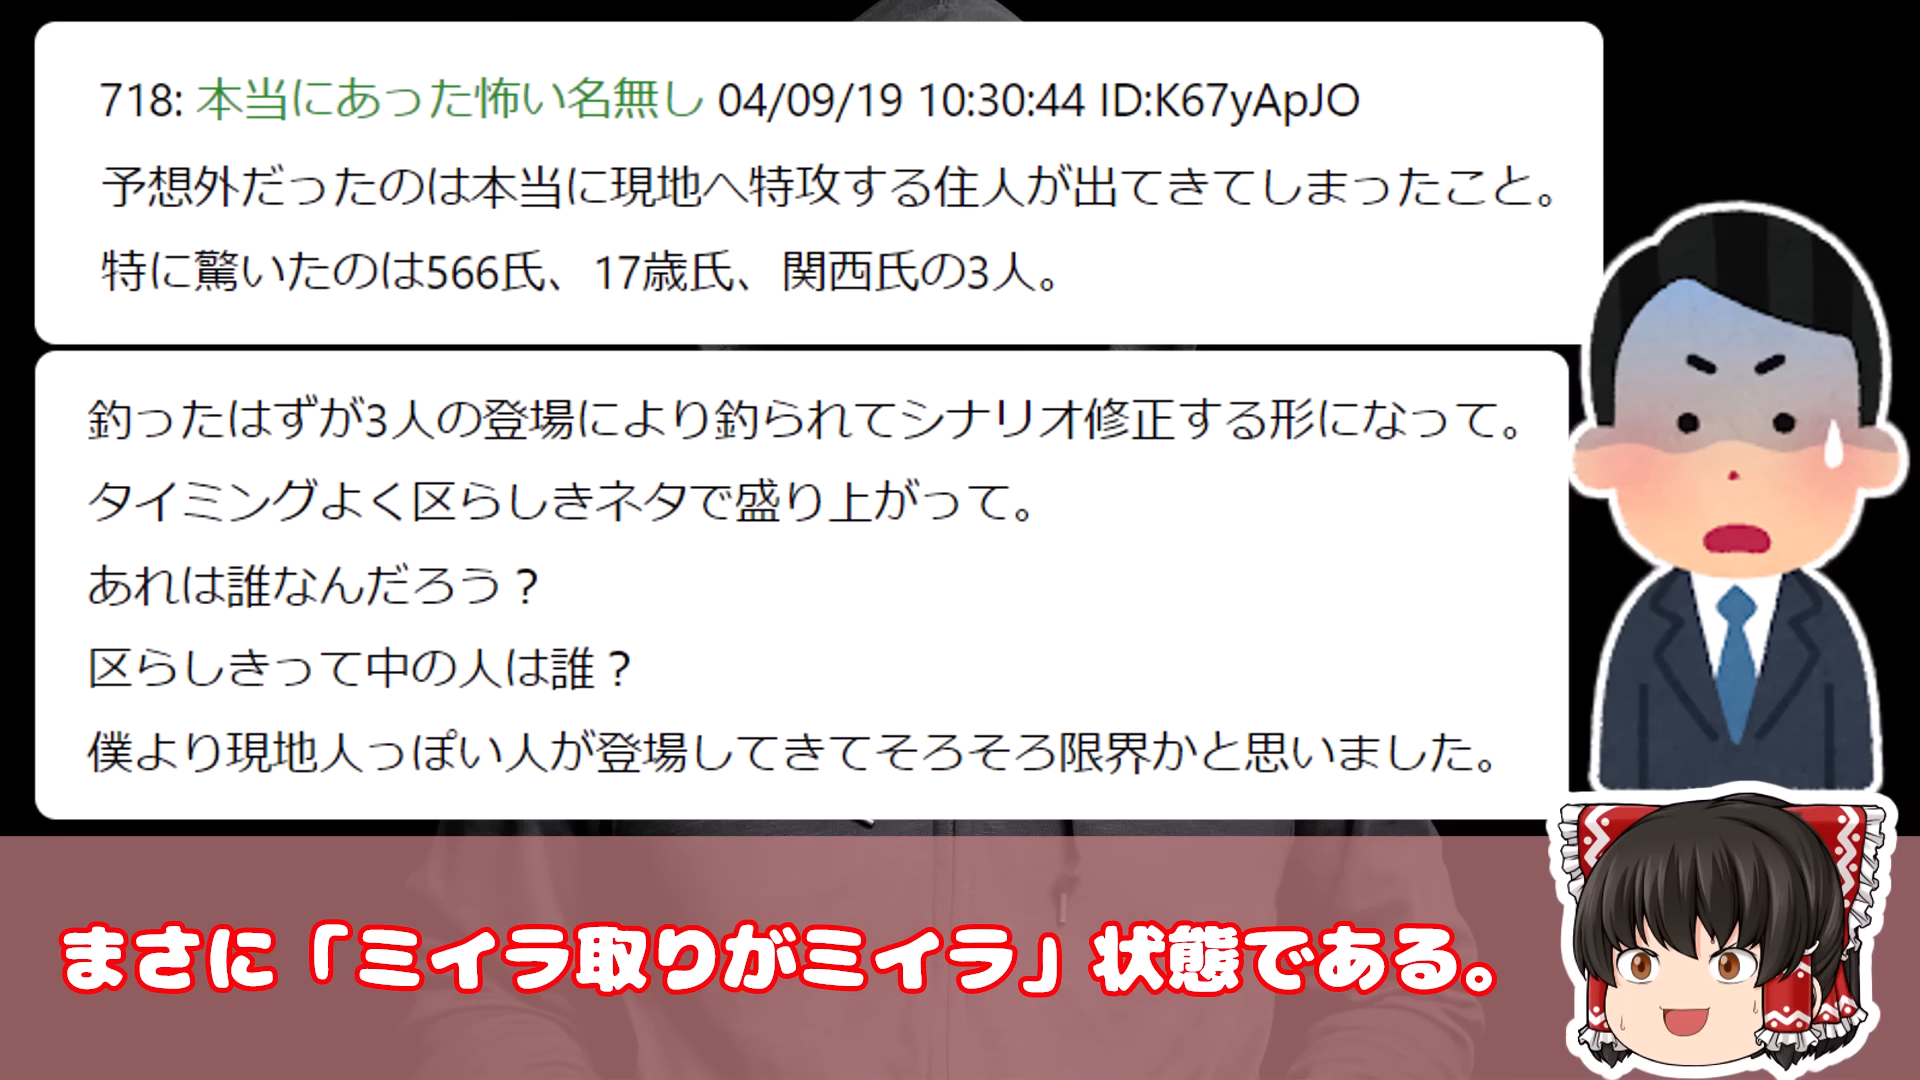 718: 本当にあった怖い名無し 04/09/19 10:30:44 ID:K67yApJO
予想外だったのは本当に現地へ特攻する住人が出てきてしまったこと。
特に驚いたのは566氏、17歳氏、関西氏の3人。
釣ったはずが3人の登場により釣られてシナリオ修正する形になって。
タイミングよく区らしきネタで盛り上がって。
あれは誰なんだろう？
区らしきって中の人は誰？
僕より現地人っぽい人が登場してきてそろそろ限界かと思いました。
まさに「ミイラ取りがミイラ」状態である。